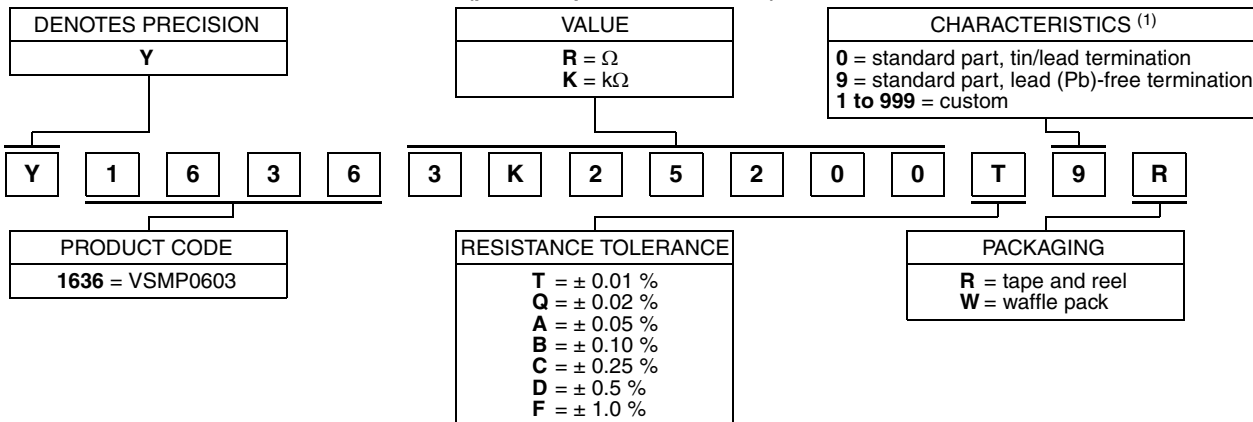 DENOTES PRECISION
Y
VALUE
R = Ω
K = kΩ
CHARACTERISTICS (1)
0 = standard part, tin/lead termination
9 = standard part, lead (Pb)-free termination
1 to 999 = custom
Y 1 6 3 6 3 K 2 5 2 0 0 T 9 R
PRODUCT CODE
1636 = VSMP0603
RESISTANCE TOLERANCE
T = ± 0.01 %
Q = ± 0.02 %
A = ± 0.05 %
B = ± 0.10 %
C = ± 0.25 %
D = ± 0.5 %
F = ± 1.0 %
PACKAGING
R = tape and reel
W = waffle pack